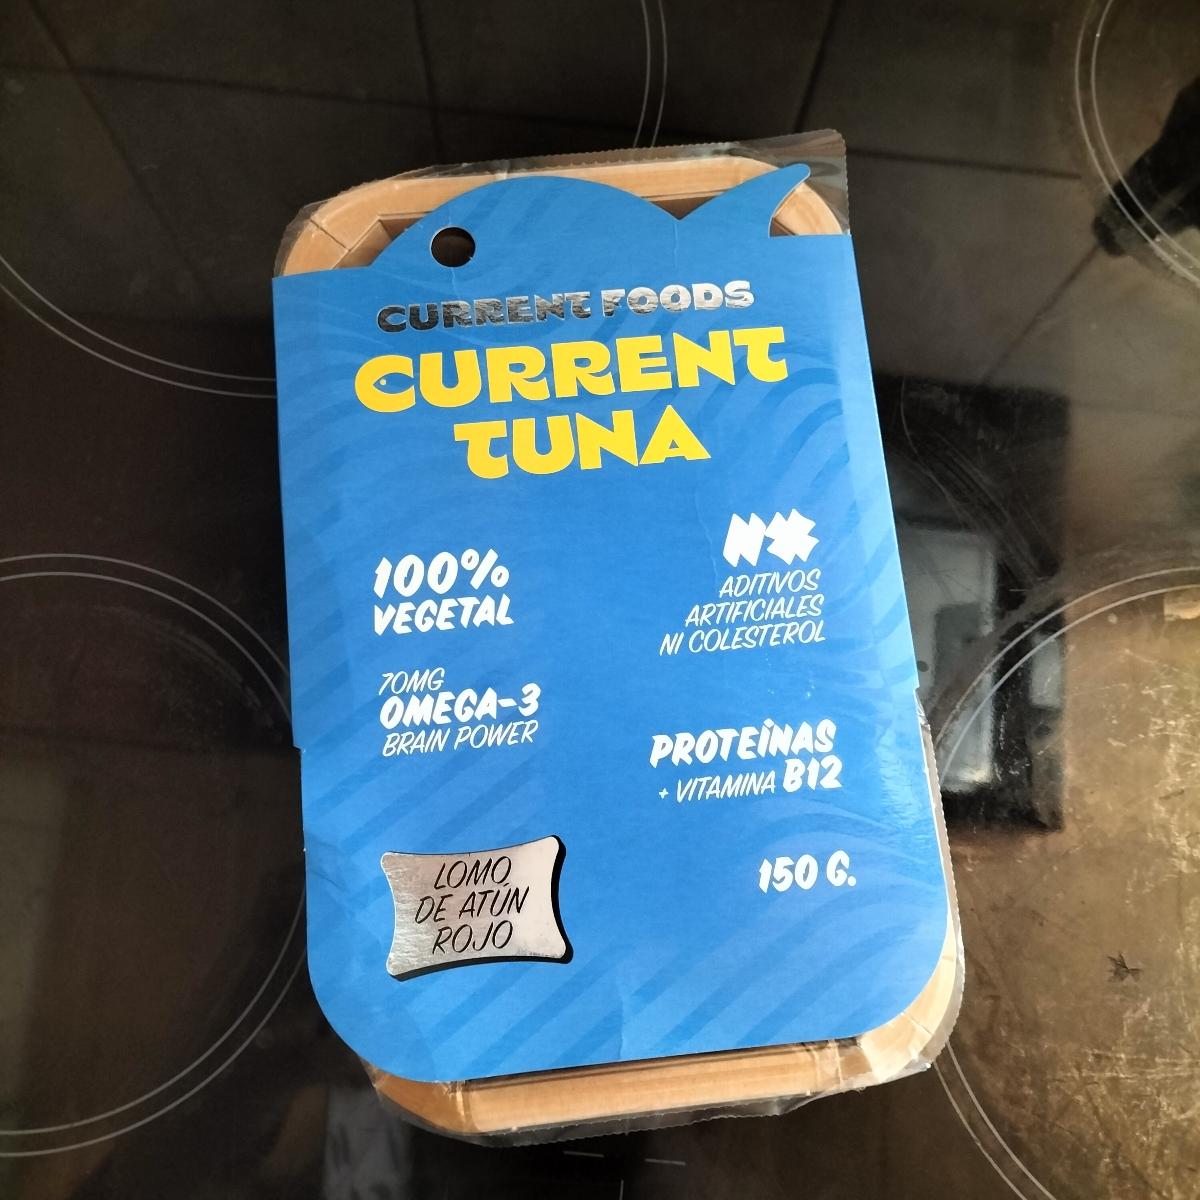 CURRENT FOODS
CURRENT
TUNA
100%
VEGETAL
70MG
OMEGA-3
BRAIN POWER
ADITIVOS
ARTIFICIALES
NI COLESTEROL
PROTEÍNAS
+ VITAMINA B12
150 G.
LOMO
DE ATÚN
ROJO